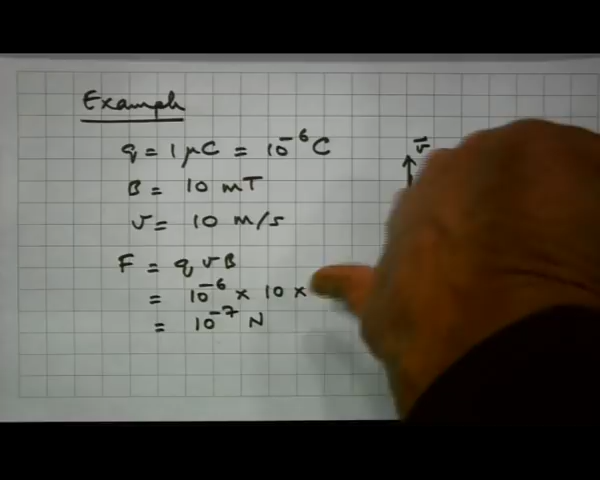 Example
q = 1 μC = 10⁻⁶ C
v⃗
B = 10 mT
v = 10 m/s
F = q v B
= 10⁻⁶ × 10 ×
= 10⁻⁷ N